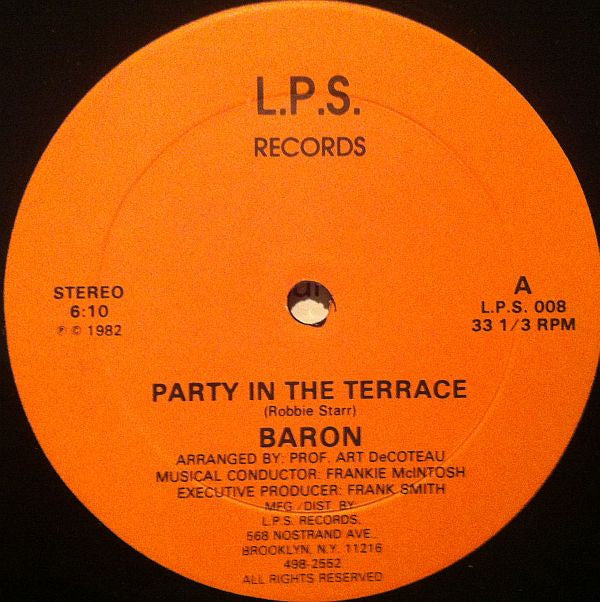 L.P.S.
RECORDS
STEREO
6:10
℗ © 1982
A
L.P.S. 008
33 1/3 RPM
PARTY IN THE TERRACE
(Robbie Starr)
BARON
ARRANGED BY: PROF. ART DeCOTEAU
MUSICAL CONDUCTOR: FRANKIE McINTOSH
EXECUTIVE PRODUCER: FRANK SMITH
MFG./DIST. BY:
L.P.S. RECORDS,
568 NOSTRAND AVE.,
BROOKLYN, N.Y. 11216
498-2552
ALL RIGHTS RESERVED